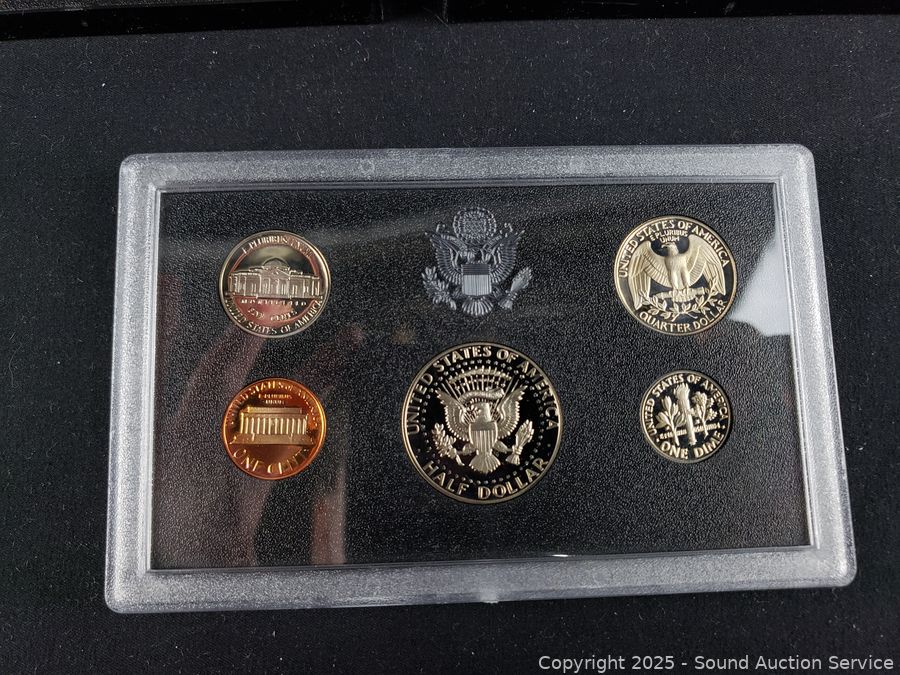 E PLURIBUS UNUM
MONTICELLO
FIVE CENTS
UNITED STATES OF AMERICA
UNITED STATES OF AMERICA
E PLURIBUS
UNUM
QUARTER DOLLAR
UNITED STATES OF AMERICA
E PLURIBUS
UNUM
ONE CENT
UNITED STATES OF AMERICA
HALF DOLLAR
UNITED STATES OF AMERICA
ONE DIME
Copyright 2025 - Sound Auction Service